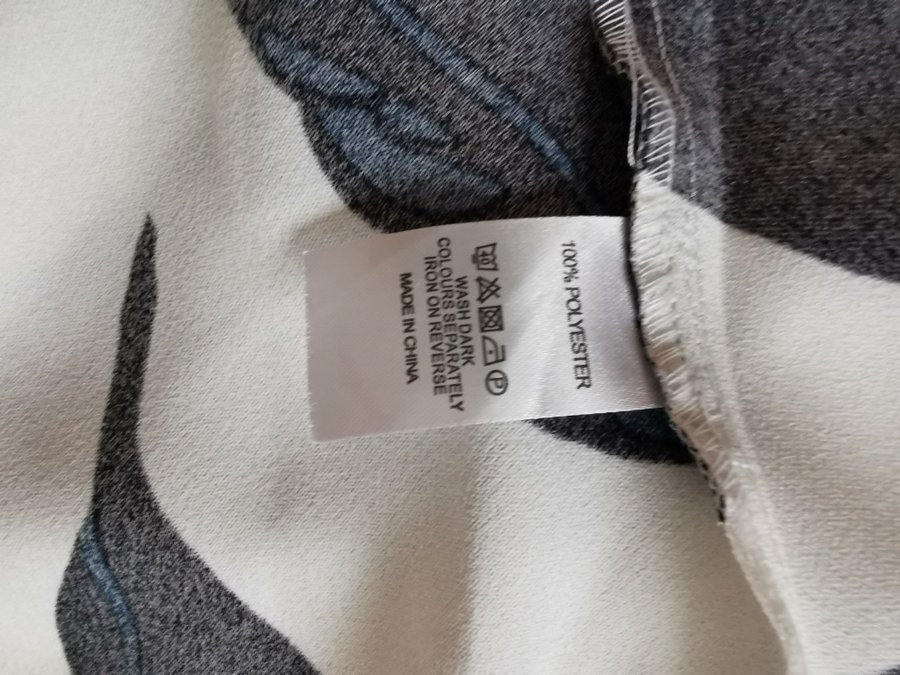 100% POLYESTER
WASH DARK
COLOURS SEPARATELY
IRON ON REVERSE
MADE IN CHINA